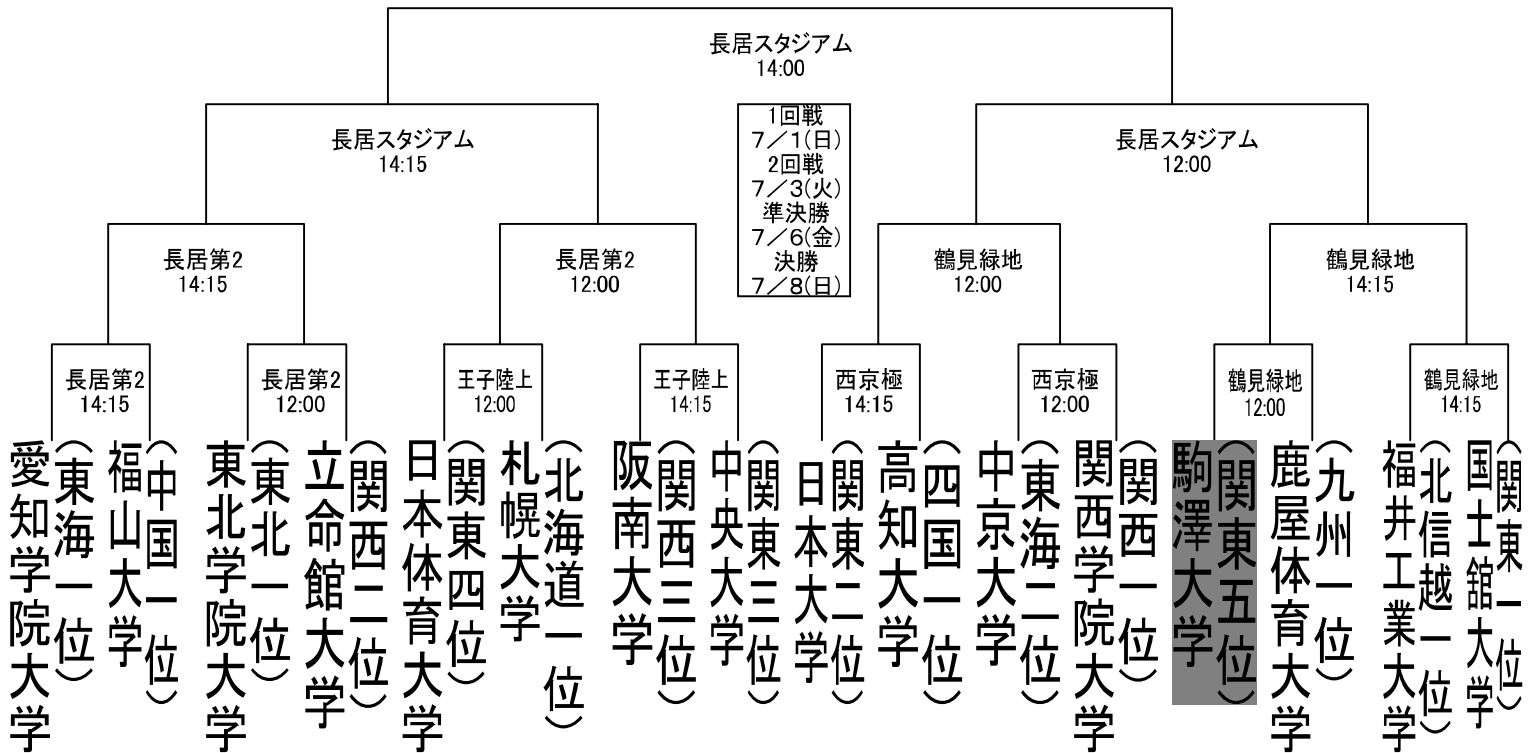 長居スタジアム
14:00
長居スタジアム
14:15
1回戦
7/1(日)
2回戦
7/3(火)
準決勝
7/6(金)
決勝
7/8(日)
長居スタジアム
12:00
長居第2
14:15
長居第2
12:00
鶴見緑地
12:00
鶴見緑地
14:15
長居第2
14:15
長居第2
12:00
王子陸上
12:00
王子陸上
14:15
西京極
14:15
西京極
12:00
鶴見緑地
12:00
鶴見緑地
14:15
愛知学院大学
(東海一位)
福山大学
(中国一位)
東北学院大学
(東北一位)
立命館大学
(関西二位)
日本体育大学
(関東四位)
札幌大学
(北海道一位)
阪南大学
(関西三位)
中央大学
(関東三位)
日本大学
(関東二位)
高知大学
(四国一位)
中京大学
(東海二位)
関西学院大学
(関西一位)
駒澤大学
(関東五位)
鹿屋体育大学
(九州一位)
福井工業大学
(北信越一位)
国士舘大学
(関東一位)